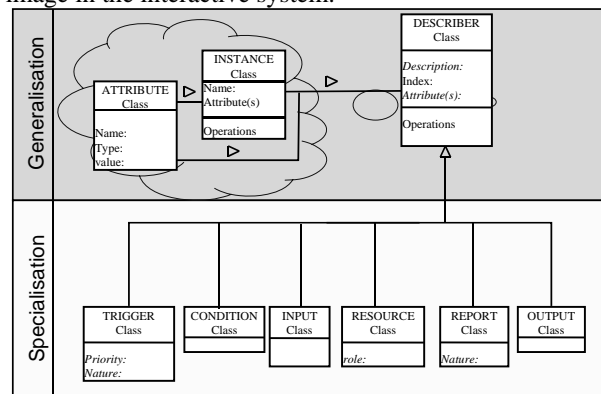 image in the interactive system.
Generalisation
DESCRIBER
Class
Description:
Index:
Attribute(s):
Operations
INSTANCE
Class
Name:
Attribute(s)
Operations
ATTRIBUTE
Class
Name:
Type:
value:
Specialisation
TRIGGER
Class
Priority:
Nature:
CONDITION
Class
INPUT
Class
RESOURCE
Class
role:
REPORT
Class
Nature:
OUTPUT
Class